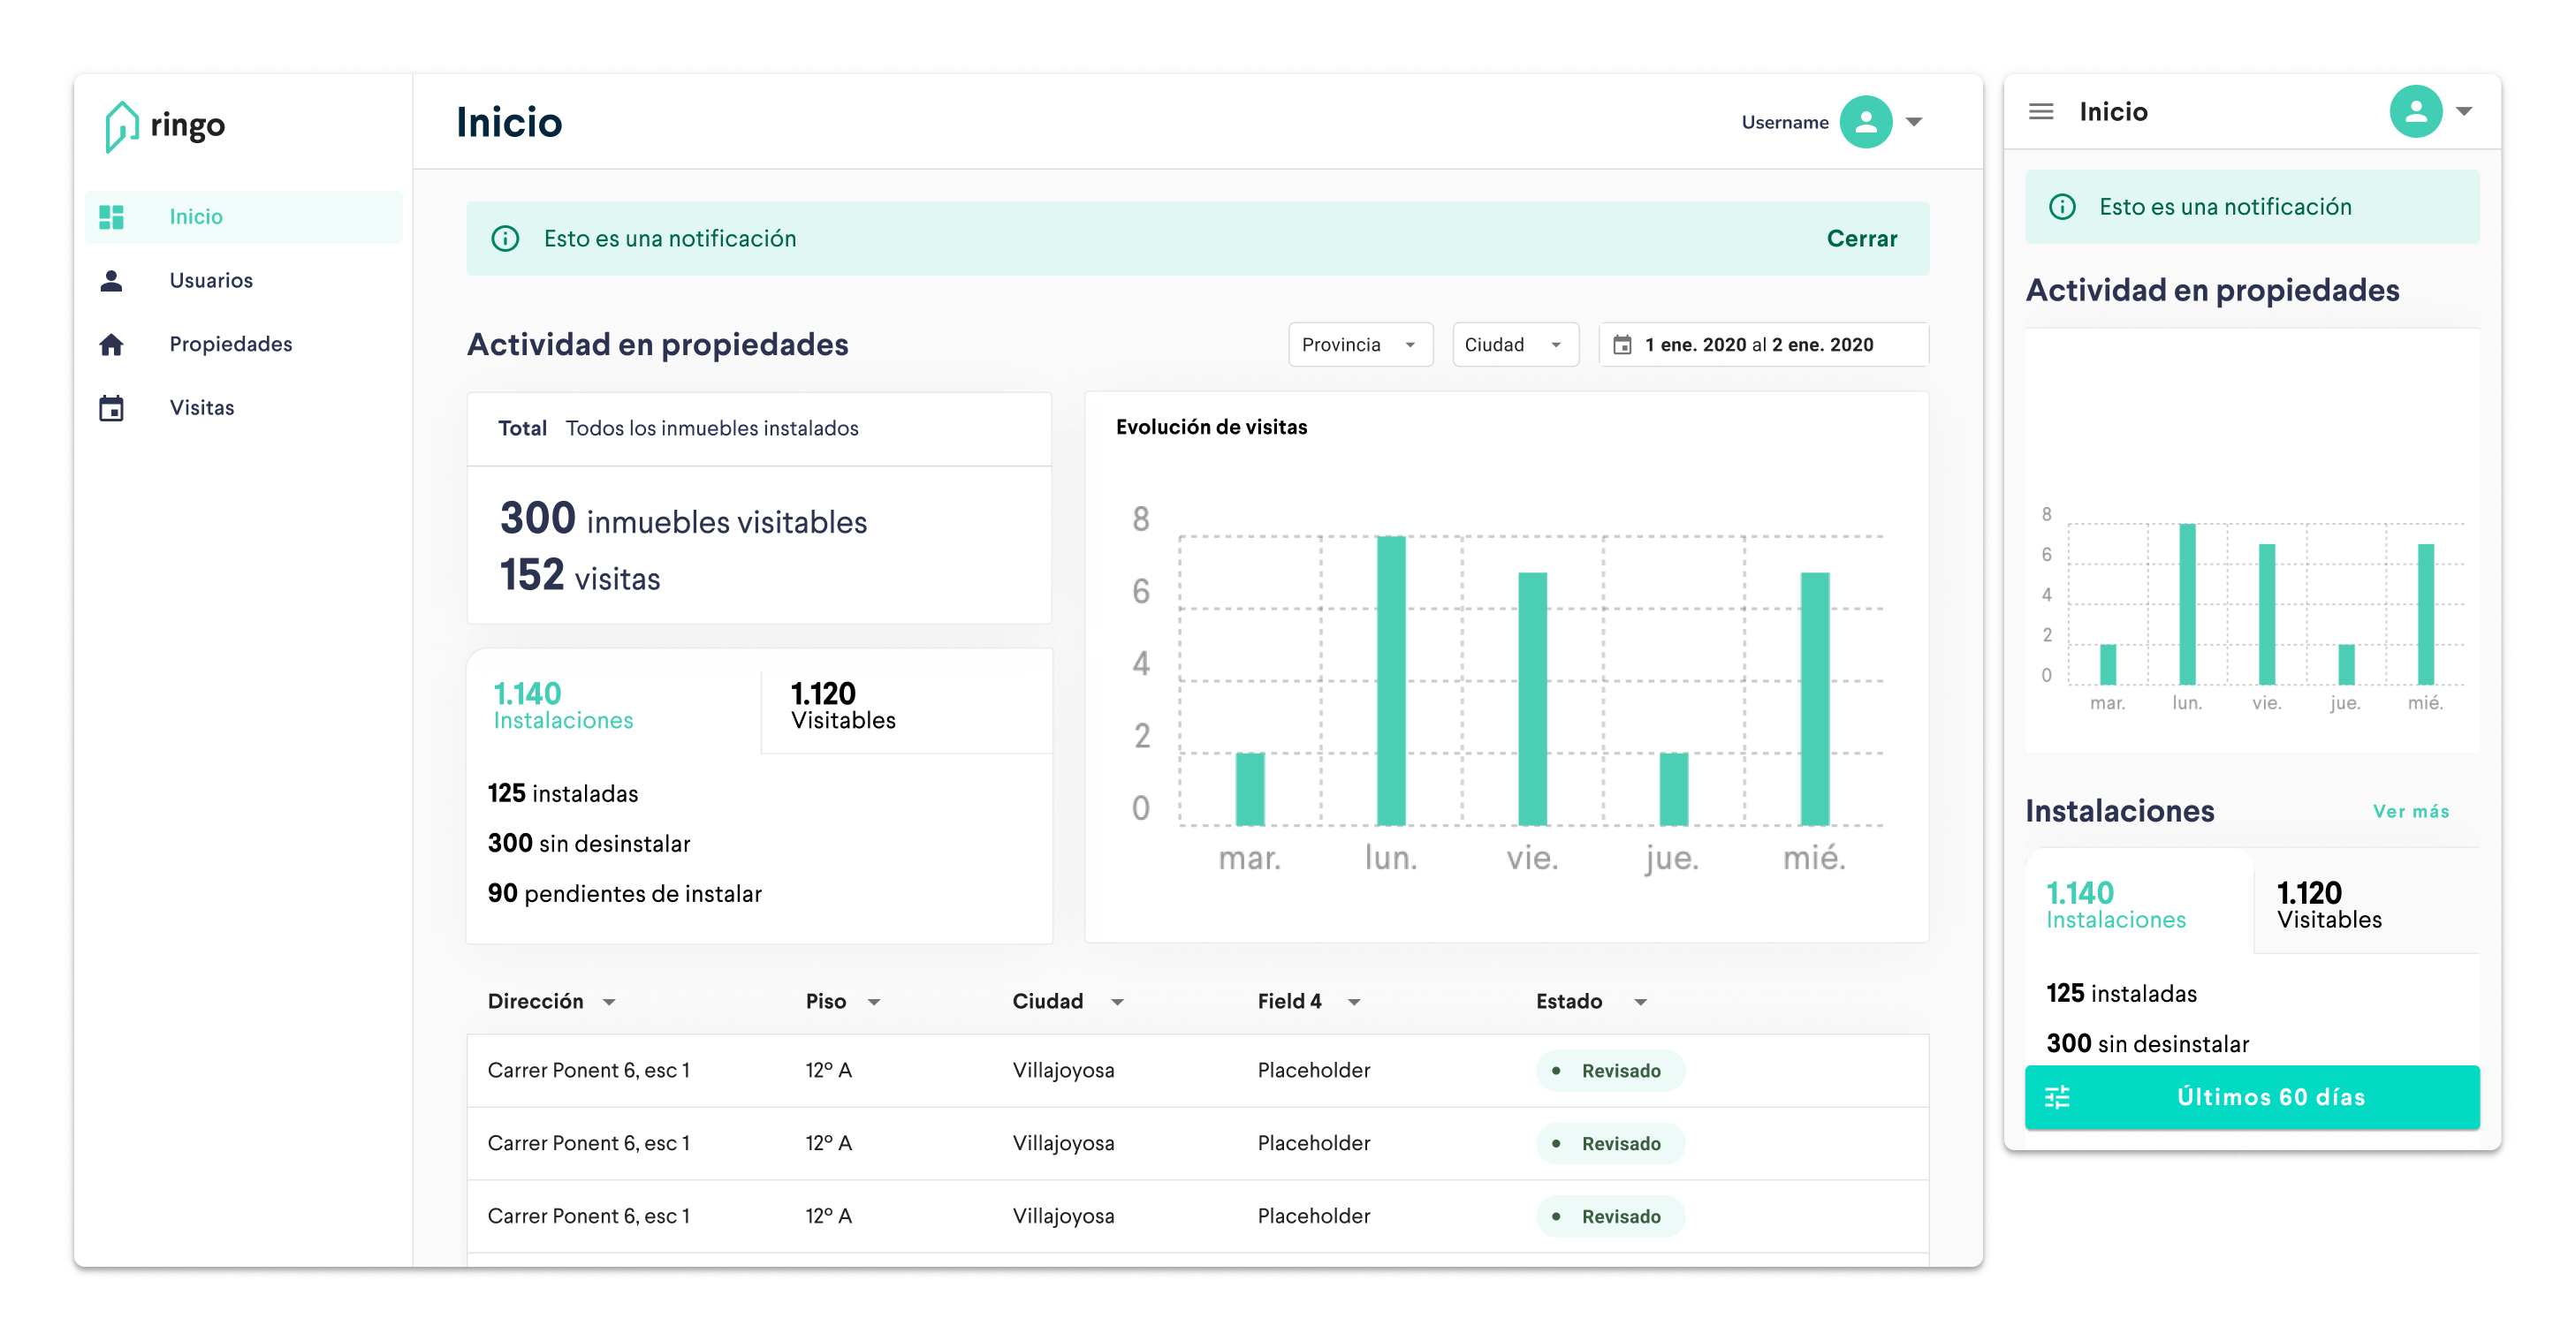 ringo
Inicio
Usuarios
Propiedades
Visitas
Inicio
Username
Esto es una notificación
Cerrar
Actividad en propiedades
Provincia
Ciudad
1 ene. 2020 al 2 ene. 2020
Total Todos los inmuebles instalados
300 inmuebles visitables
152 visitas
1.140
Instalaciones
1.120
Visitables
125 instaladas
300 sin desinstalar
90 pendientes de instalar
Evolución de visitas
8
6
4
2
0
mar. lun. vie. jue. mié.
Dirección Piso Ciudad Field 4 Estado
Carrer Ponent 6, esc 1 12º A Villajoyosa Placeholder Revisado
Carrer Ponent 6, esc 1 12º A Villajoyosa Placeholder Revisado
Carrer Ponent 6, esc 1 12º A Villajoyosa Placeholder Revisado
Inicio
Esto es una notificación
Actividad en propiedades
8
6
4
2
0
mar. lun. vie. jue. mié.
Instalaciones Ver más
1.140
Instalaciones
1.120
Visitables
125 instaladas
300 sin desinstalar
Últimos 60 días